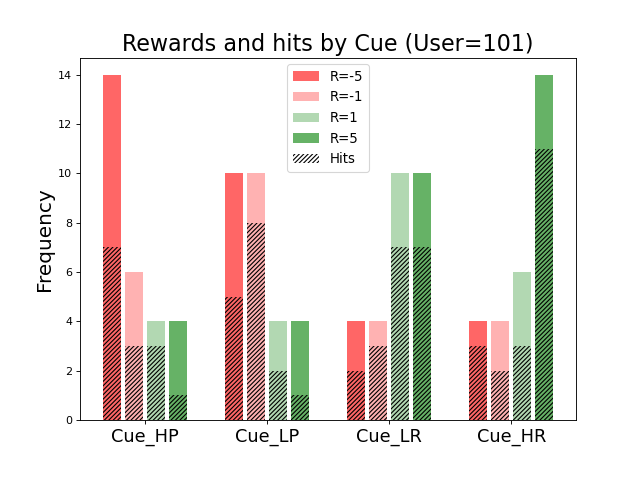 Rewards and hits by Cue (User=101)
R=-5
R=-1
R=1
R=5
Hits
Frequency
14
12
10
8
6
4
2
0
Cue_HP
Cue_LP
Cue_LR
Cue_HR